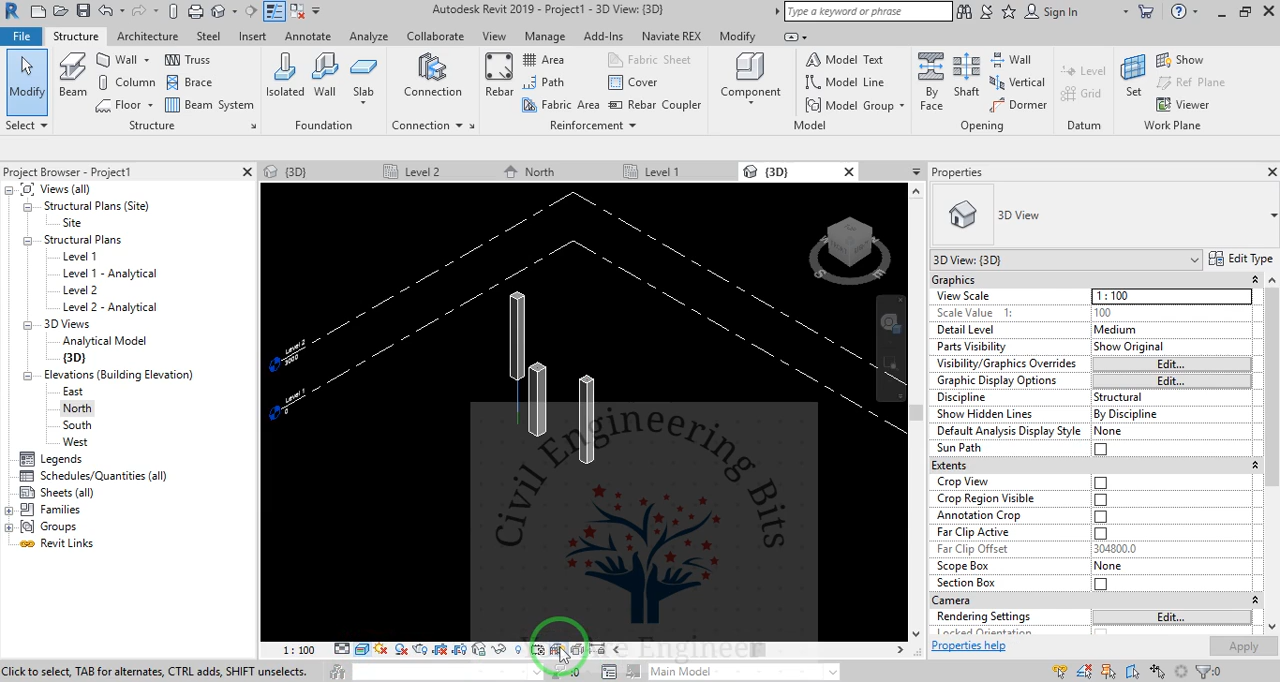 Autodesk Revit 2019 - Project1 - 3D View: {3D}
Type a keyword or phrase
Sign In
File
Structure
Architecture
Steel
Insert
Annotate
Analyze
Collaborate
View
Manage
Add-Ins
Naviate REX
Modify
Modify
Beam
Wall
Column
Floor
Truss
Brace
Beam System
Isolated
Wall
Slab
Connection
Rebar
Area
Path
Fabric Area
Fabric Sheet
Cover
Rebar Coupler
Component
Model Text
Model Line
Model Group
By Face
Shaft
Wall
Vertical
Dormer
Level
Grid
Set
Show
Ref Plane
Viewer
Select
Structure
Foundation
Connection
Reinforcement
Model
Opening
Datum
Work Plane
Project Browser - Project1
Views (all)
Structural Plans (Site)
Site
Structural Plans
Level 1
Level 1 - Analytical
Level 2
Level 2 - Analytical
3D Views
Analytical Model
{3D}
Elevations (Building Elevation)
East
North
South
West
Legends
Schedules/Quantities (all)
Sheets (all)
Families
Groups
Revit Links
{3D}
Level 2
North
Level 1
{3D}
Level 2
3000
Level 1
0
Civil Engineering Bits
Engineer
1 : 100
Properties
3D View
3D View: {3D}
Edit Type
Graphics
View Scale 1 : 100
Scale Value 1: 100
Detail Level Medium
Parts Visibility Show Original
Visibility/Graphics Overrides Edit...
Graphic Display Options Edit...
Discipline Structural
Show Hidden Lines By Discipline
Default Analysis Display Style None
Sun Path
Extents
Crop View
Crop Region Visible
Annotation Crop
Far Clip Active
Far Clip Offset 304800.0
Scope Box None
Section Box
Camera
Rendering Settings Edit...
Locked Orientation
Properties help
Apply
Click to select, TAB for alternates, CTRL adds, SHIFT unselects.
:0
Main Model
:0